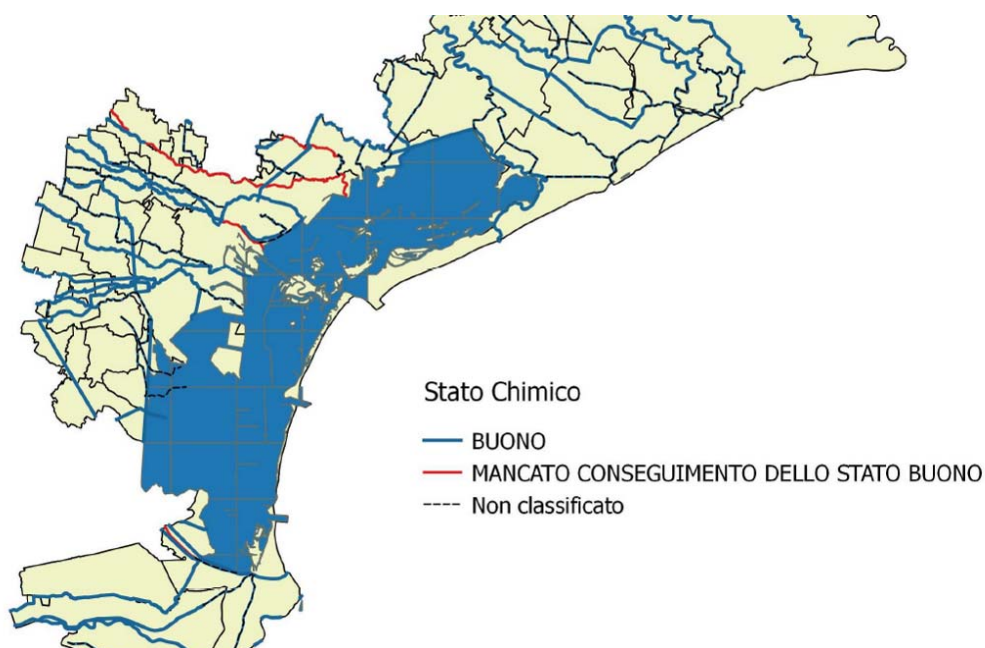 Stato Chimico
BUONO
MANCATO CONSEGUIMENTO DELLO STATO BUONO
Non classificato